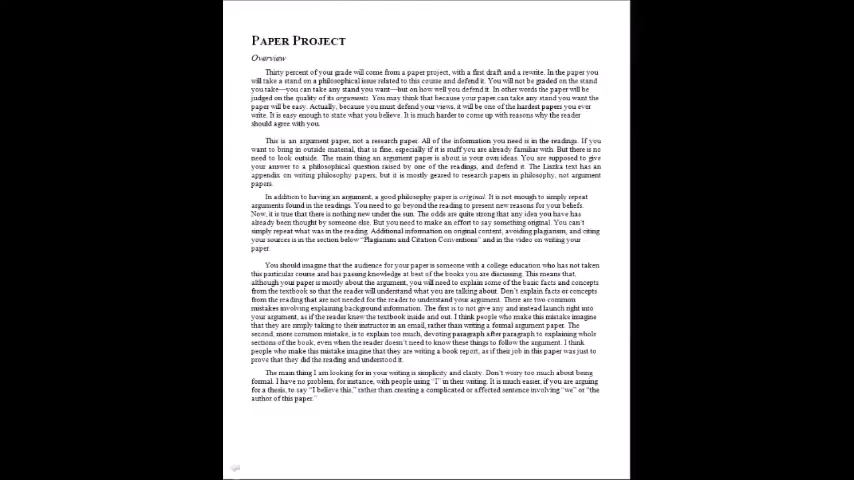 PAPER PROJECT
Overview
Thirty percent of your grade will come from a paper project, with a first draft and a rewrite. In the paper you
will take a stand on a philosophical issue related to this course and defend it. You will not be graded on the stand
you take—you can take any stand you want—but on how well you defend it. In other words the paper will be
judged on the quality of its arguments. You may think that because your paper can take any stand you want the
paper will be easy. Actually, because you must defend your views, it will be one of the hardest papers you ever
write. It is easy enough to state what you believe. It is much harder to come up with reasons why the reader
should agree with you.
This is an argument paper, not a research paper. All of the information you need is in the readings. If you
want to bring in outside material, that is fine, especially if it is stuff you are already familiar with. But there is no
need to look outside. The main thing an argument paper is about is your own ideas. You are supposed to give
your answer to a philosophical question raised by one of the readings, and defend it. The Liszka text has an
appendix on writing philosophy papers, but it is mostly geared to research papers in philosophy, not argument
papers.
In addition to having an argument, a good philosophy paper is original. It is not enough to simply repeat
arguments found in the readings. You need to go beyond the reading to present new reasons for your beliefs.
Now, it is true that there is nothing new under the sun. The odds are quite strong that any idea you have has
already been thought by someone else. But you need to make an effort to say something original. You can't
simply repeat what was in the reading. Additional information on original content, avoiding plagiarism, and citing
your sources is in the section below "Plagiarism and Citation Conventions" and in the video on writing your
paper.
You should imagine that the audience for your paper is someone with a college education who has not taken
this particular course and has passing knowledge at best of the books you are discussing. This means that,
although your paper is mostly about the argument, you will need to explain some of the basic facts and concepts
from the textbook so that the reader will understand what you are talking about. Don't explain facts or concepts
from the reading that are not needed for the reader to understand your argument. There are two common
mistakes involving explaining background information. The first is to not give any and instead launch right into
your argument, as if the reader knew the textbook inside and out. I think people who make this mistake imagine
that they are simply taking to their instructor in an email, rather than writing a formal argument paper. The
second, more common mistake, is to explain too much, devoting paragraph after paragraph to explaining whole
sections of the book, even when the reader doesn't need to know these things to follow the argument. I think
people who make this mistake imagine that they are writing a book report, as if their job in this paper was just to
prove that they did the reading and understood it.
The main thing I am looking for in your writing is simplicity and clarity. Don't worry too much about being
formal. I have no problem, for instance, with people using "I" in their writing. It is much easier, if you are arguing
for a thesis, to say "I believe this," rather than creating a complicated or affected sentence involving "we" or "the
author of this paper."